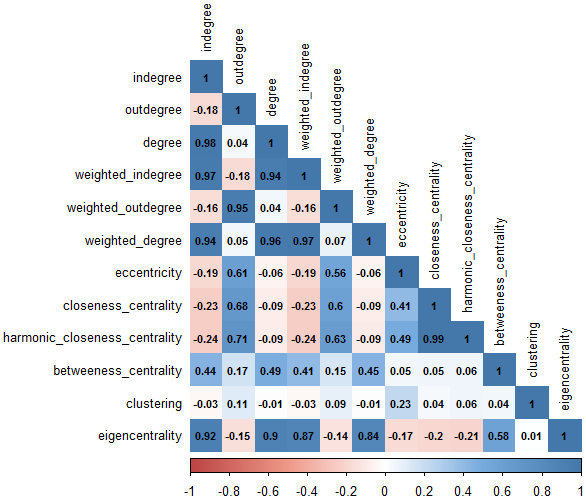 indegree
outdegree
degree
weighted_indegree
weighted_outdegree
weighted_degree
eccentricity
closeness_centrality
harmonic_closeness_centrality
betweeness_centrality
clustering
eigencentrality
indegree 1
outdegree -0.18 1
degree 0.98 0.04 1
weighted_indegree 0.97 -0.18 0.94 1
weighted_outdegree -0.16 0.95 0.04 -0.16 1
weighted_degree 0.94 0.05 0.96 0.97 0.07 1
eccentricity -0.19 0.61 -0.06 -0.19 0.56 -0.06 1
closeness_centrality -0.23 0.68 -0.09 -0.23 0.6 -0.09 0.41 1
harmonic_closeness_centrality -0.24 0.71 -0.09 -0.24 0.63 -0.09 0.49 0.99 1
betweeness_centrality 0.44 0.17 0.49 0.41 0.15 0.45 0.05 0.05 0.06 1
clustering -0.03 0.11 -0.01 -0.03 0.09 -0.01 0.23 0.04 0.06 0.04 1
eigencentrality 0.92 -0.15 0.9 0.87 -0.14 0.84 -0.17 -0.2 -0.21 0.58 0.01 1
-1 -0.8 -0.6 -0.4 -0.2 0 0.2 0.4 0.6 0.8 1